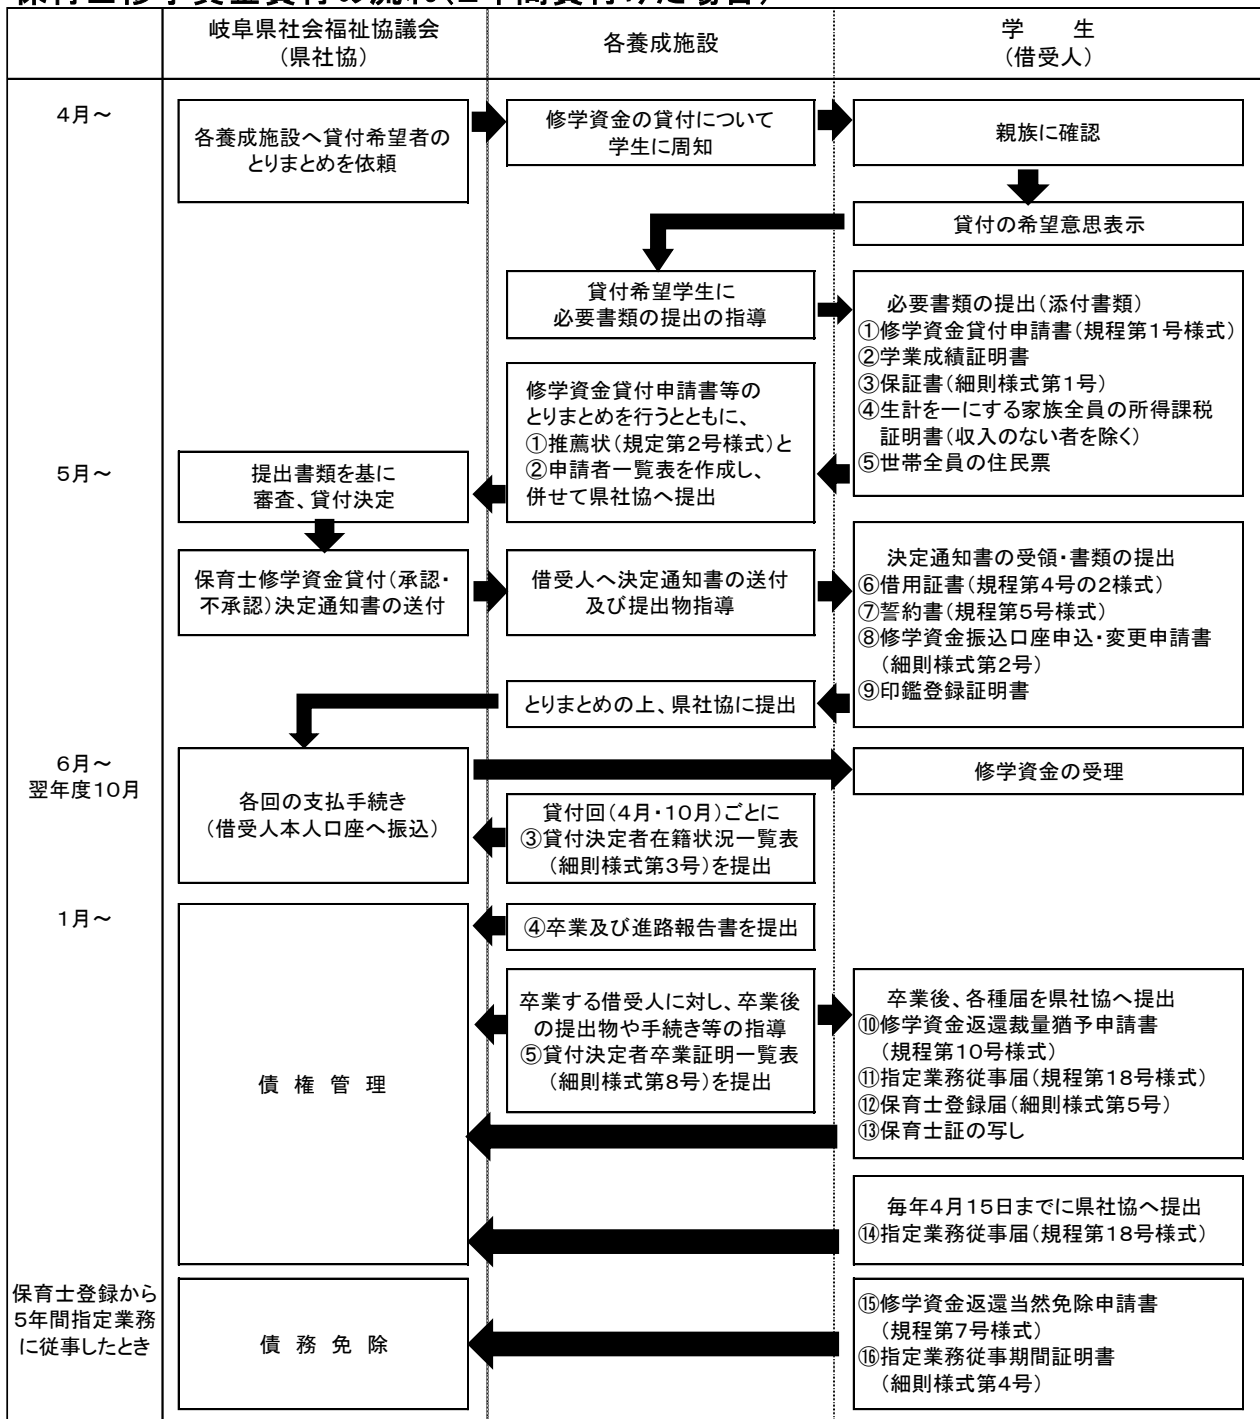 保育士修学資金貸付の流れ(2年間貸付の
岐阜県社会福祉協議会
(県社協)
各養成施設
学 生
(借受人)
4月～
各養成施設へ貸付希望者の
とりまとめを依頼
修学資金の貸付について
学生に周知
親族に確認
貸付の希望意思表示
貸付希望学生に
必要書類の提出の指導
必要書類の提出(添付書類)
①修学資金貸付申請書(規程第1号様式)
②学業成績証明書
③保証書(細則様式第1号)
④生計を一にする家族全員の所得課税
証明書(収入のない者を除く)
⑤世帯全員の住民票
修学資金貸付申請書等の
とりまとめを行うとともに、
①推薦状(規定第2号様式)と
②申請者一覧表を作成し、
併せて県社協へ提出
5月～
提出書類を基に
審査、貸付決定
保育士修学資金貸付(承認・
不承認)決定通知書の送付
借受人へ決定通知書の送付
及び提出物指導
決定通知書の受領・書類の提出
⑥借用証書(規程第4号の2様式)
⑦誓約書(規程第5号様式)
⑧修学資金振込口座申込・変更申請書
(細則様式第2号)
⑨印鑑登録証明書
とりまとめの上、県社協に提出
6月～
翌年度10月
各回の支払手続き
(借受人本人口座へ振込)
修学資金の受理
貸付回(4月・10月)ごとに
③貸付決定者在籍状況一覧表
(細則様式第3号)を提出
1月～
債 権 管 理
④卒業及び進路報告書を提出
卒業する借受人に対し、卒業後
の提出物や手続き等の指導
⑤貸付決定者卒業証明一覧表
(細則様式第8号)を提出
卒業後、各種届を県社協へ提出
⑩修学資金返還裁量猶予申請書
(規程第10号様式)
⑪指定業務従事届(規程第18号様式)
⑫保育士登録届(細則様式第5号)
⑬保育士証の写し
毎年4月15日までに県社協へ提出
⑭指定業務従事届(規程第18号様式)
保育士登録から
5年間指定業務
に従事したとき
債 務 免 除
⑮修学資金返還当然免除申請書
(規程第7号様式)
⑯指定業務従事期間証明書
(細則様式第4号)